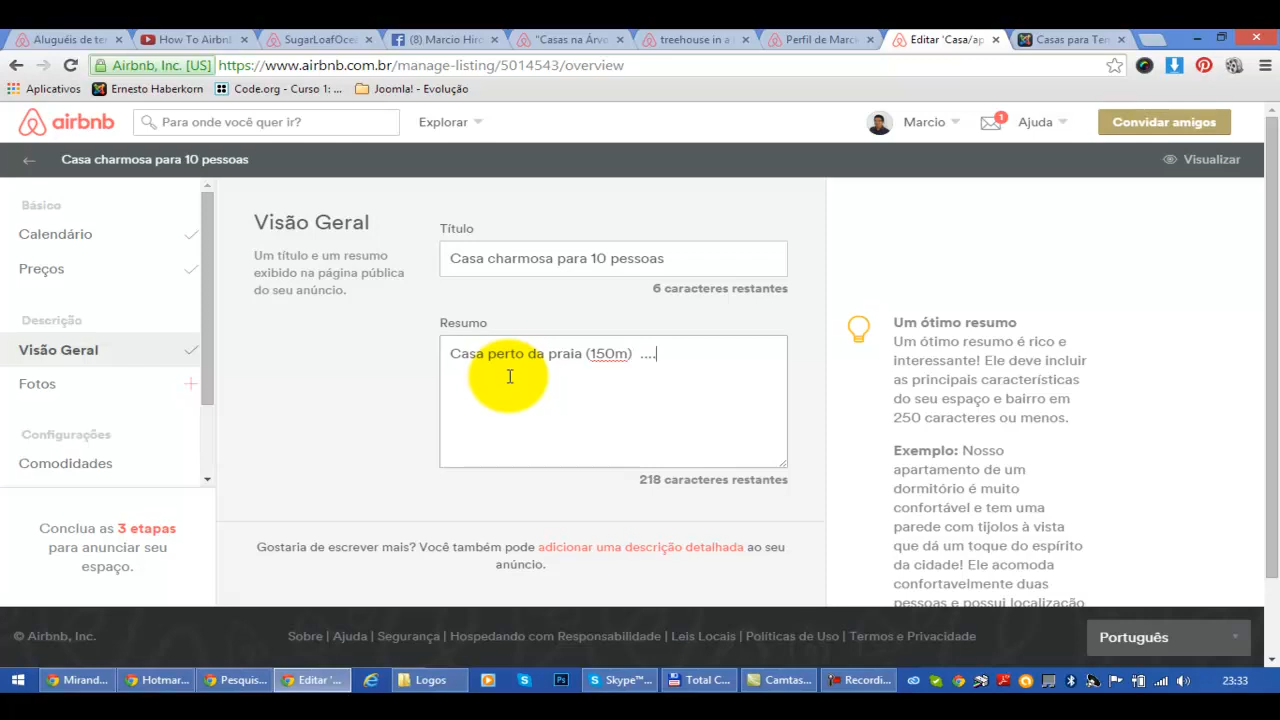 Aluguéis de ter
How To Airbn
SugarLoafOce
(8) Marcio Hiro
"Casas na Árvo
treehouse in a
Perfil de Marci
Editar 'Casa/ap
Casas para Tem
Airbnb, Inc. [US]
https://www.airbnb.com.br/manage-listing/5014543/overview
Aplicativos
Ernesto Haberkorn
Code.org - Curso 1: ...
Joomla! - Evolução
airbnb
Para onde você quer ir?
Explorar
Marcio
1
Ajuda
Convidar amigos
Casa charmosa para 10 pessoas
Visualizar
Básico
Calendário
Preços
Descrição
Visão Geral
Fotos
Configurações
Comodidades
Conclua as 3 etapas
para anunciar seu
espaço.
Visão Geral
Um título e um resumo
exibido na página pública
do seu anúncio.
Título
Casa charmosa para 10 pessoas
6 caracteres restantes
Resumo
Casa perto da praia (150m)  ....
218 caracteres restantes
Gostaria de escrever mais? Você também pode adicionar uma descrição detalhada ao seu
anúncio.
Um ótimo resumo
Um ótimo resumo é rico e
interessante! Ele deve incluir
as principais características
do seu espaço e bairro em
250 caracteres ou menos.
Exemplo: Nosso
apartamento de um
dormitório é muito
confortável e tem uma
parede com tijolos à vista
que dá um toque do espírito
da cidade! Ele acomoda
confortavelmente duas
pessoas e possui localização
© Airbnb, Inc.
Sobre | Ajuda | Segurança | Hospedando com Responsabilidade | Leis Locais | Políticas de Uso | Termos e Privacidade
Português
Mirand...
Hotmar...
Pesquis...
Editar '...
Logos
Skype™...
Total C...
Camtas...
Recordi...
23:33